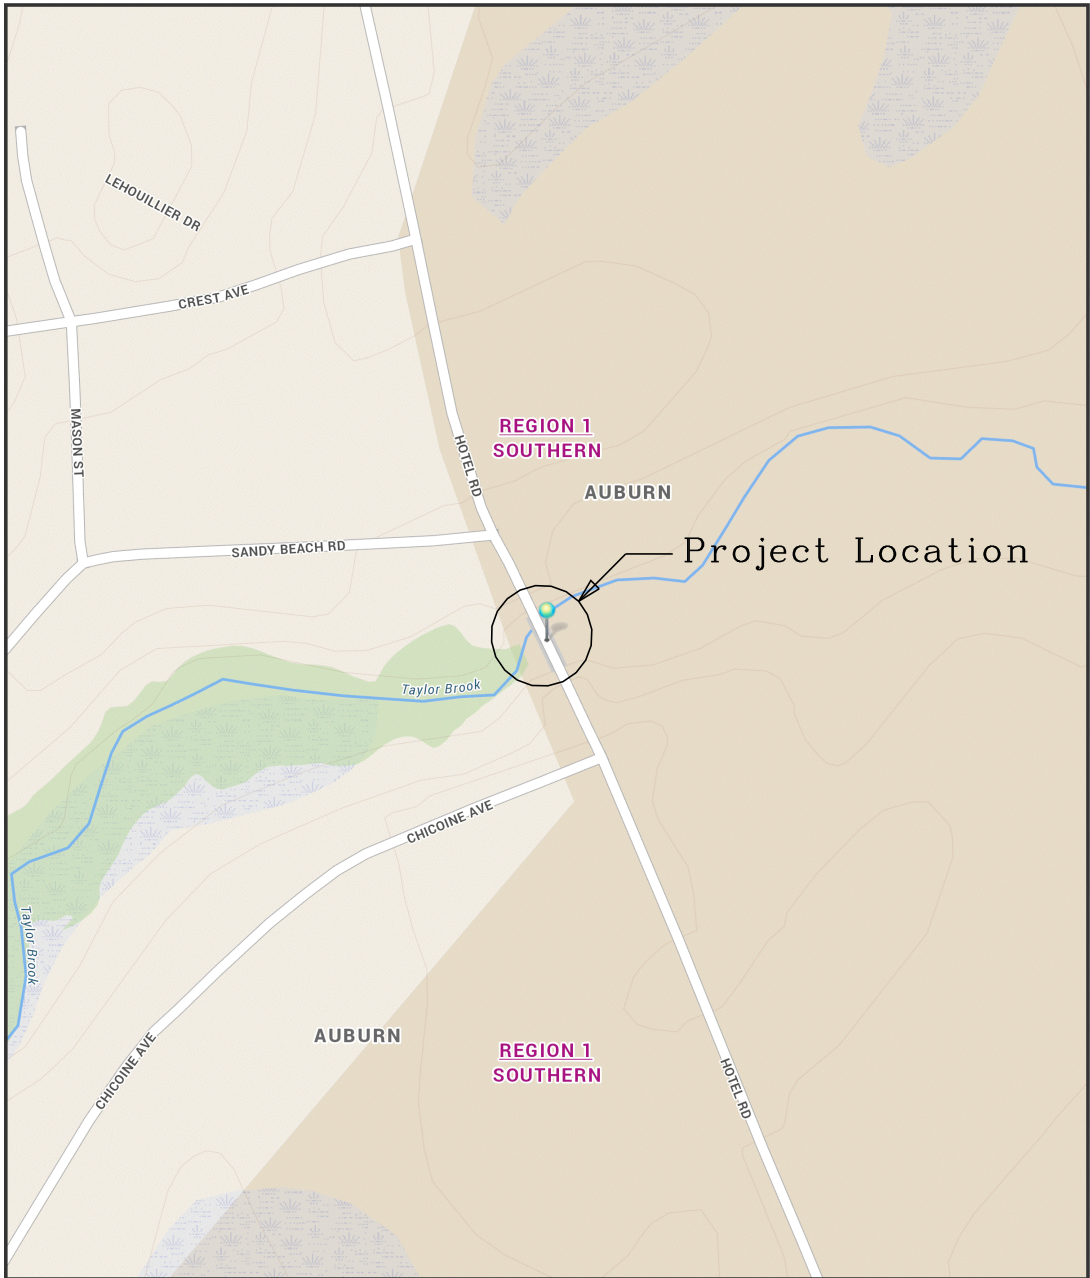 LEHOUILLIER DR
CREST AVE
MASON ST
HOTEL RD
REGION 1
SOUTHERN
AUBURN
SANDY BEACH RD
Project Location
Taylor Brook
CHICOINE AVE
Taylor Brook
AUBURN
CHICOINE AVE
REGION 1
SOUTHERN
HOTEL RD